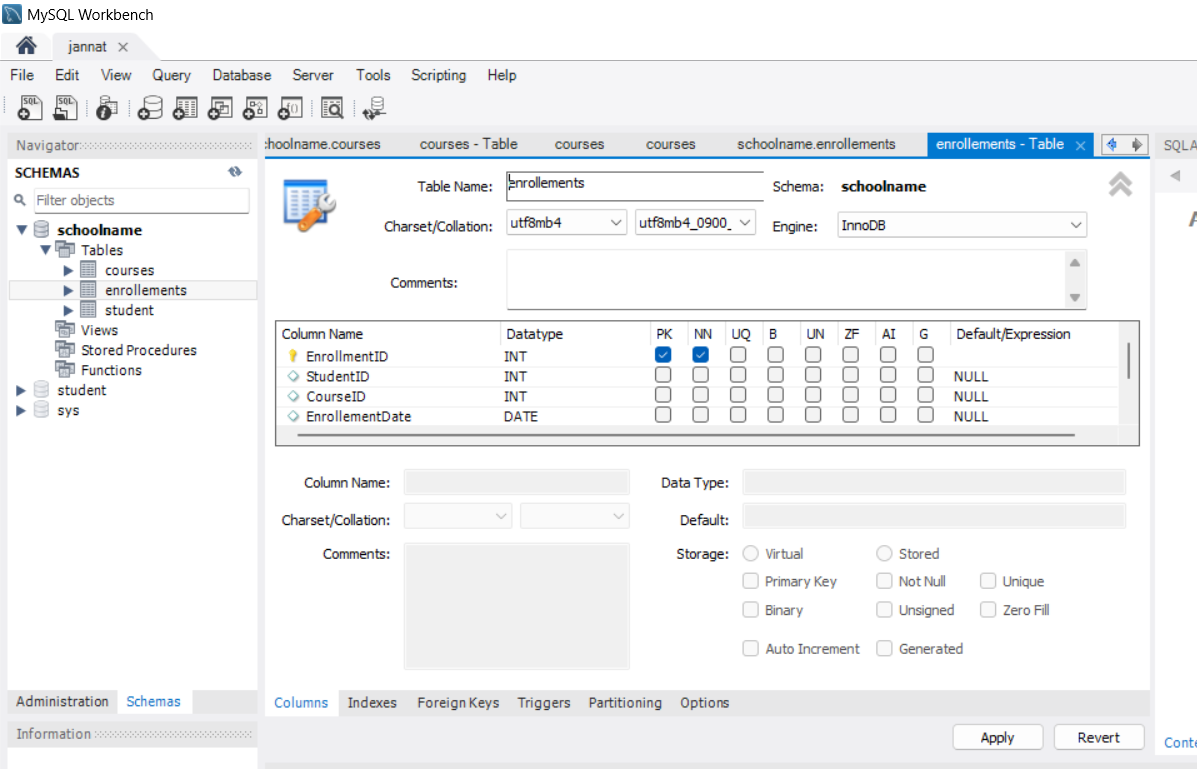 MySQL Workbench
jannat
File Edit View Query Database Server Tools Scripting Help
Navigator
SCHEMAS
Filter objects
schoolname
Tables
courses
enrollements
student
Views
Stored Procedures
Functions
student
sys
Administration Schemas
Information
hoolname.courses courses - Table courses courses schoolname.enrollements enrollements - Table
Table Name: enrollements Schema: schoolname
Charset/Collation: utf8mb4 utf8mb4_0900_ Engine: InnoDB
Comments:
Column Name Datatype PK NN UQ B UN ZF AI G Default/Expression
EnrollmentID INT
StudentID INT NULL
CourseID INT NULL
EnrollementDate DATE NULL
Column Name: Data Type:
Charset/Collation: Default:
Comments: Storage: Virtual Stored
Primary Key Not Null Unique
Binary Unsigned Zero Fill
Auto Increment Generated
Columns Indexes Foreign Keys Triggers Partitioning Options
Apply Revert
SQLA
Conte